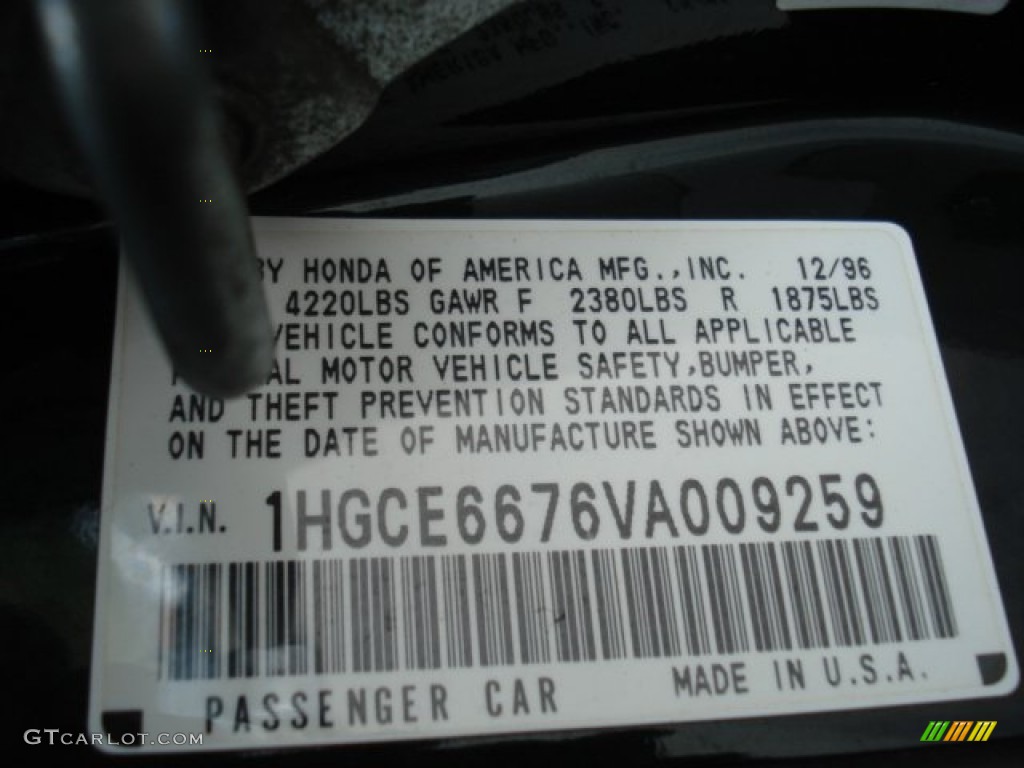 BY HONDA OF AMERICA MFG.,INC. 12/96
4220LBS GAWR F 2380LBS R 1875LBS
VEHICLE CONFORMS TO ALL APPLICABLE
AL MOTOR VEHICLE SAFETY,BUMPER,
AND THEFT PREVENTION STANDARDS IN EFFECT
ON THE DATE OF MANUFACTURE SHOWN ABOVE:
V.I.N. 1HGCE6676VA009259
PASSENGER CAR MADE IN U.S.A.
GTcarlot.com